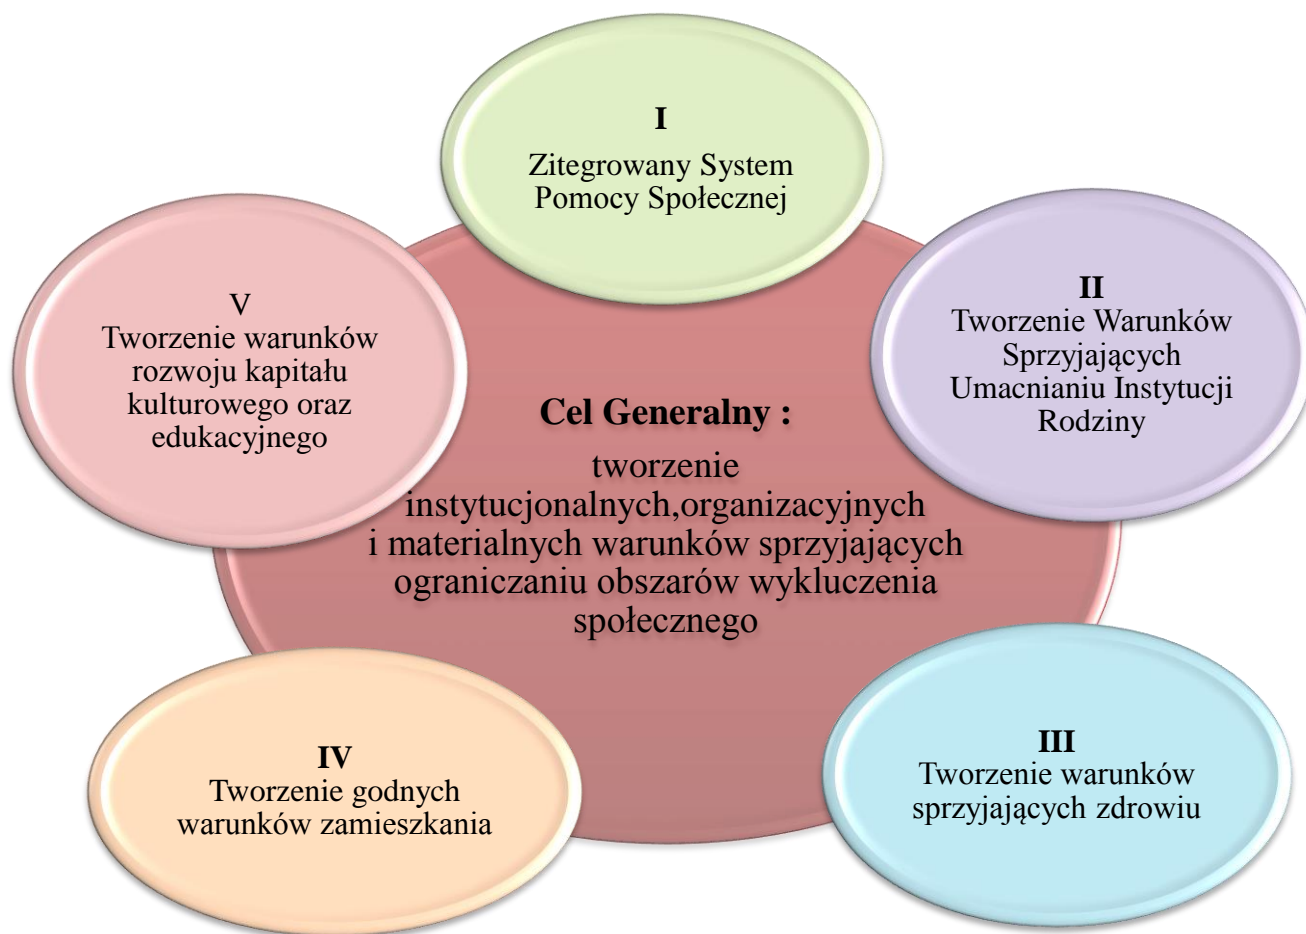 I
Zitegrowany System
Pomocy Społecznej
II
Tworzenie Warunków
Sprzyjających
Umacnianiu Instytucji
Rodziny
III
Tworzenie warunków
sprzyjających zdrowiu
IV
Tworzenie godnych
warunków zamieszkania
V
Tworzenie warunków
rozwoju kapitału
kulturowego oraz
edukacyjnego
Cel Generalny :
tworzenie
instytucjonalnych,organizacyjnych
i materialnych warunków sprzyjających
ograniczaniu obszarów wykluczenia
społecznego